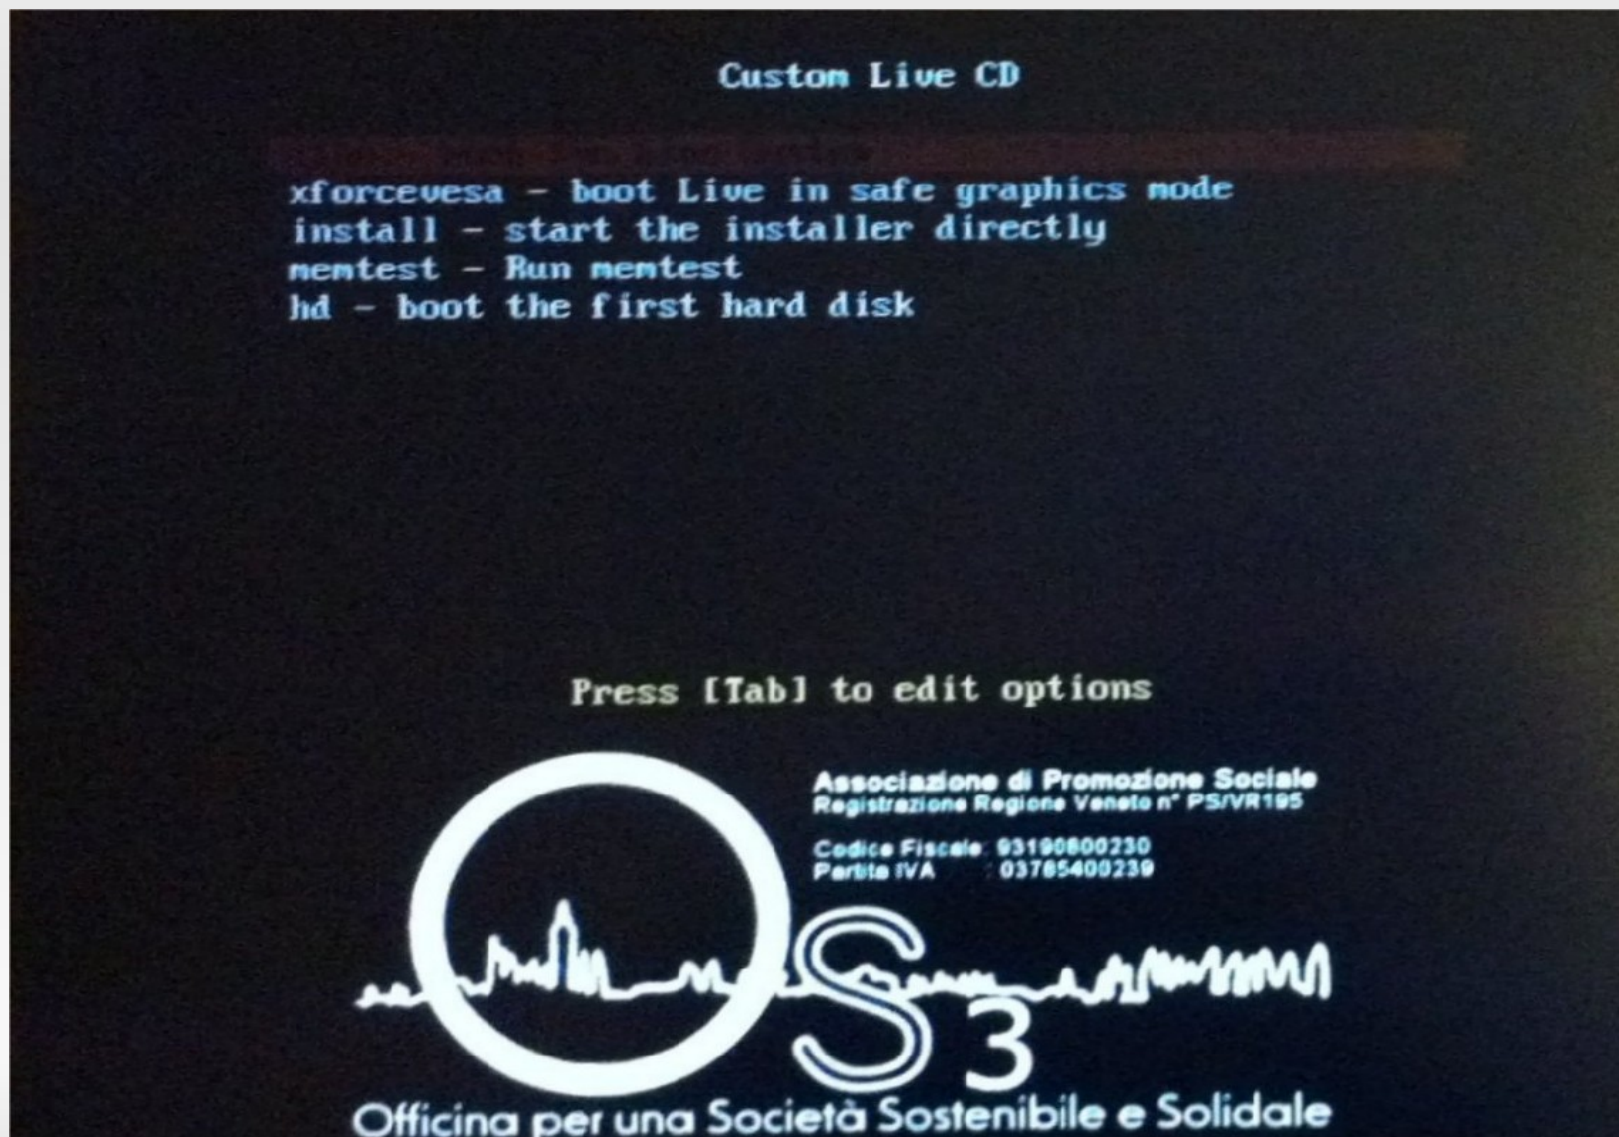 Custom Live CD
xforcevesa - boot Live in safe graphics mode
install - start the installer directly
memtest - Run memtest
hd - boot the first hard disk
Press [Tab] to edit options
Associazione di Promozione Sociale
Registrazione Regione Veneto n° PS/VR195
Codice Fiscale: 93190800230
Partita IVA : 03785400239
OS3
Officina per una Società Sostenibile e Solidale